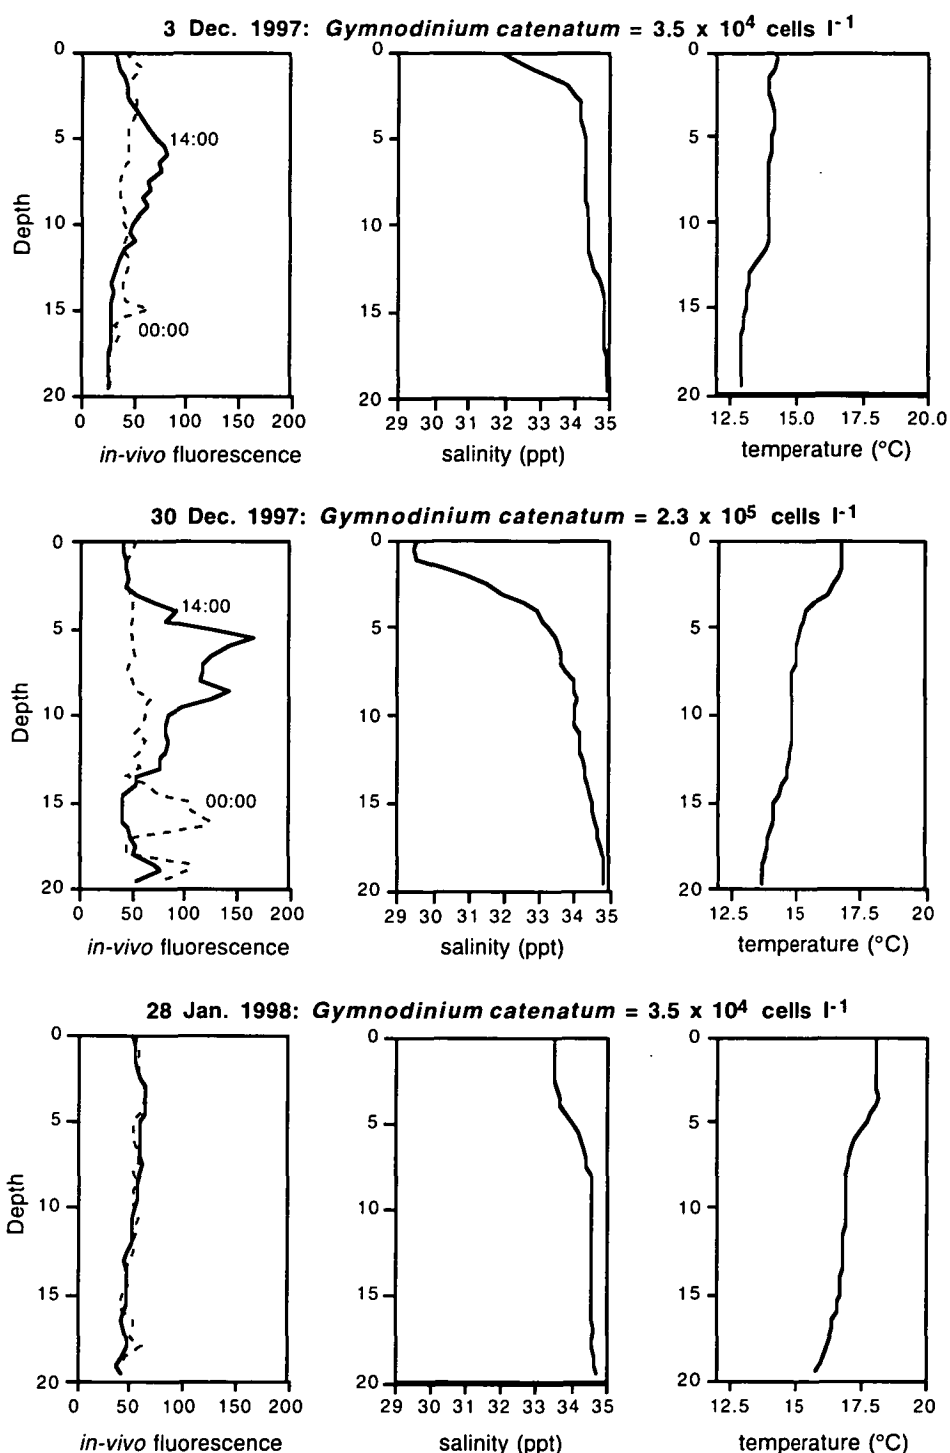 3 Dec. 1997: Gymnodinium catenatum = 3.5 x 10⁴ cells l⁻¹
0
5
10
15
20
Depth
14:00
00:00
0 50 100 150 200
in-vivo fluorescence
0
5
10
15
20
29 30 31 32 33 34 35
salinity (ppt)
0
5
10
15
20
12.5 15.0 17.5 20.0
temperature (°C)
30 Dec. 1997: Gymnodinium catenatum = 2.3 x 10⁵ cells l⁻¹
0
5
10
15
20
Depth
14:00
00:00
0 50 100 150 200
in-vivo fluorescence
0
5
10
15
20
29 30 31 32 33 34 35
salinity (ppt)
0
5
10
15
20
12.5 15 17.5 20
temperature (°C)
28 Jan. 1998: Gymnodinium catenatum = 3.5 x 10⁴ cells l⁻¹
0
5
10
15
20
Depth
0 50 100 150 200
in-vivo fluorescence
0
5
10
15
20
29 30 31 32 33 34 35
salinity (ppt)
0
5
10
15
20
12.5 15 17.5 20
temperature (°C)